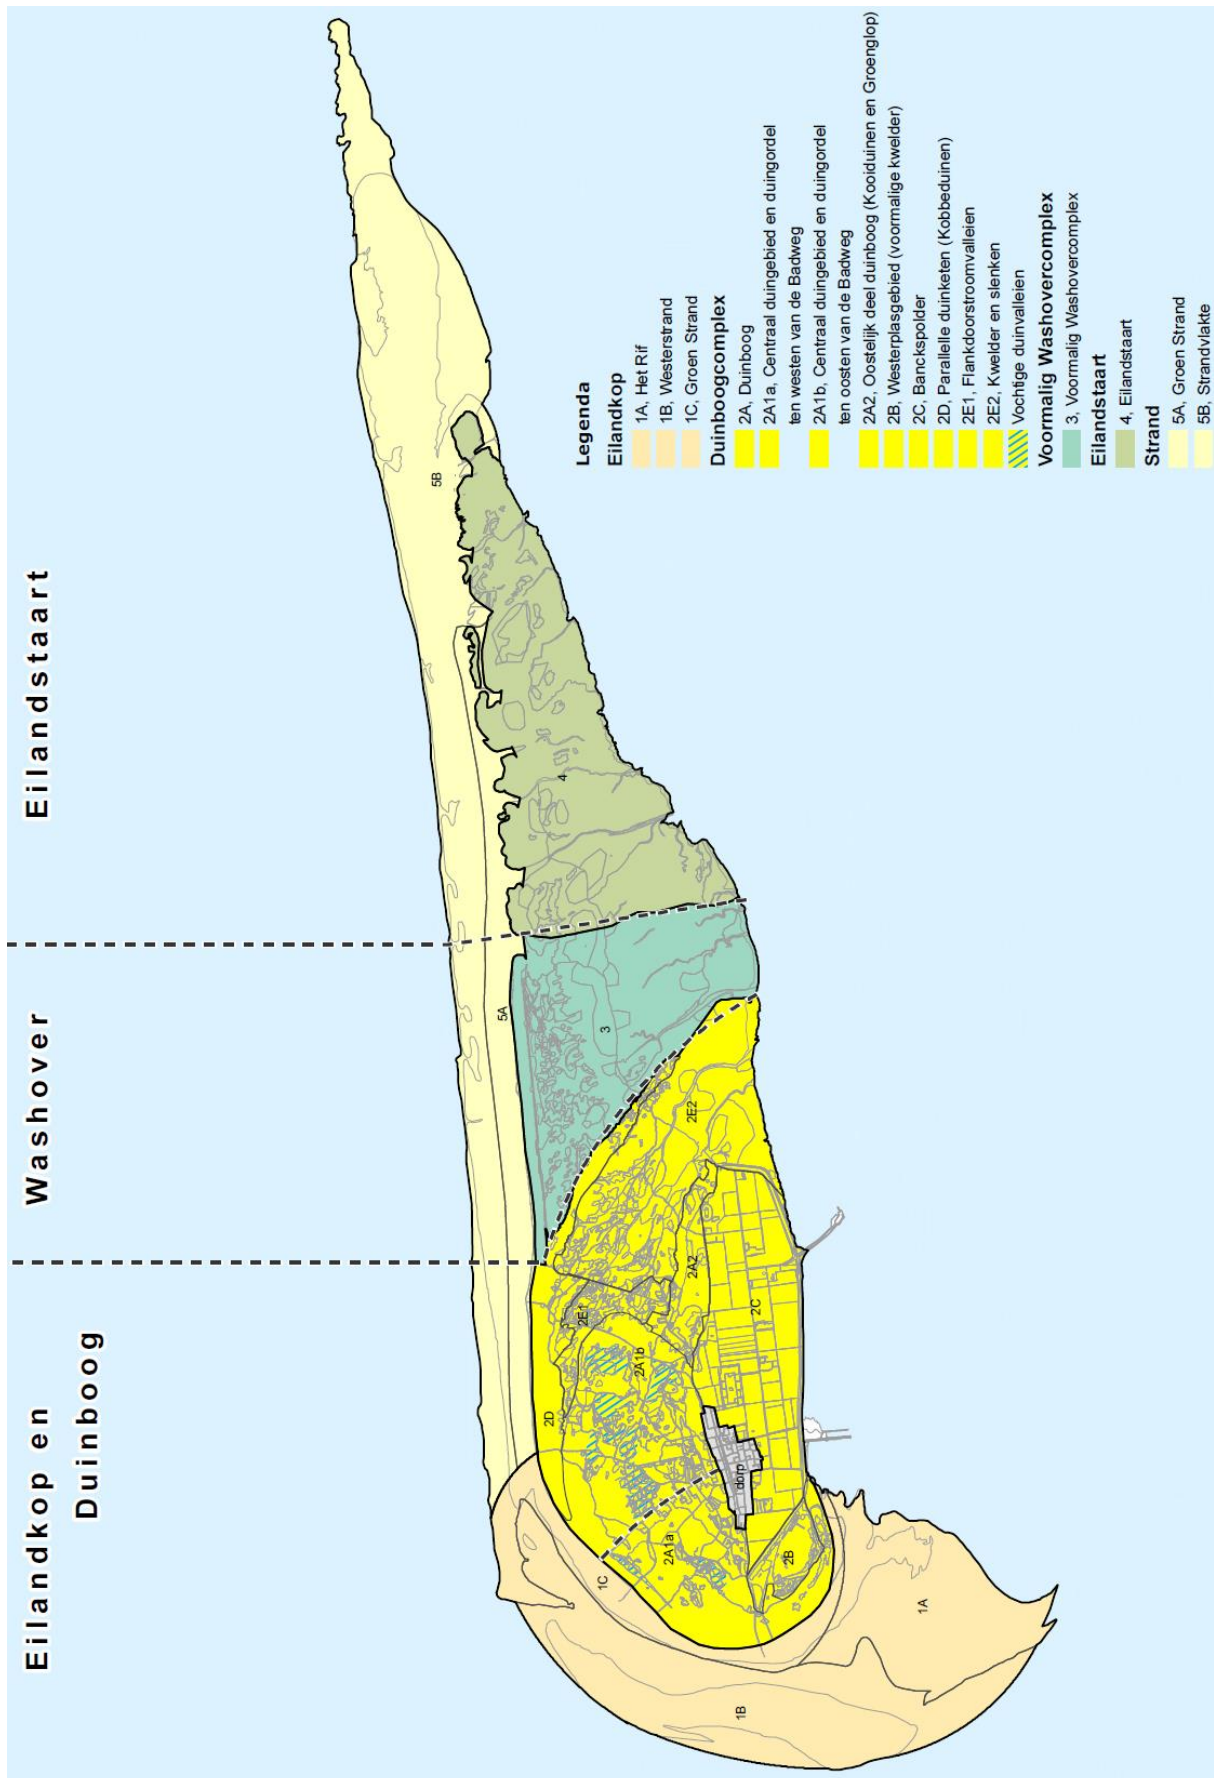 Eilandkop en
Duinboog
Washover
Eilandstaart
1A
1B
1C
2A1a
2A1b
2A2
2B
2C
2D
2E1
2E2
dorp
3
4
5A
5B
Legenda
Eilandkop
1A, Het Rif
1B, Westerstrand
1C, Groen Strand
Duinboogcomplex
2A, Duinboog
2A1a, Centraal duingebied en duingordel
ten westen van de Badweg
2A1b, Centraal duingebied en duingordel
ten oosten van de Badweg
2A2, Oostelijk deel duinboog (Kooiduinen en Groenglop)
2B, Westerplasgebied (voormalige kwelder)
2C, Banckspolder
2D, Parallelle duinketen (Kobbeduinen)
2E1, Flankdoorstroomvalleien
2E2, Kwelder en slenken
Vochtige duinvalleien
Voormalig Washovercomplex
3, Voormalig Washovercomplex
Eilandstaart
4, Eilandstaart
Strand
5A, Groen Strand
5B, Strandvlakte